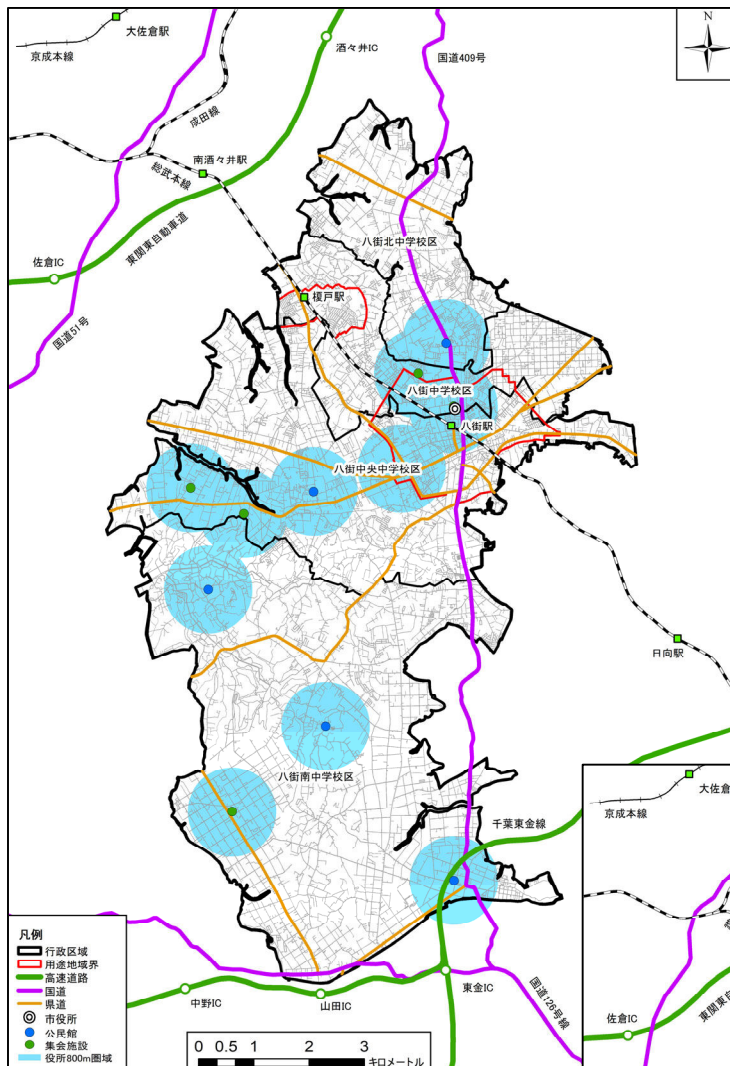 大佐倉駅
京成本線
酒々井IC
国道409号
N
成田線
南酒々井駅
総武本線
東関東自動車道
佐倉IC
国道51号
八街北中学校区
榎戸駅
八街中学校区
八街駅
八街中央中学校区
日向駅
八街南中学校区
千葉東金線
大佐倉
京成本線
佐倉IC
東関東自
凡例
行政区域
用途地域界
高速道路
国道
県道
市役所
公民館
集会施設
役所800m圏域
中野IC
山田IC
東金IC
国道126号線
0 0.5 1 2 3
キロメートル